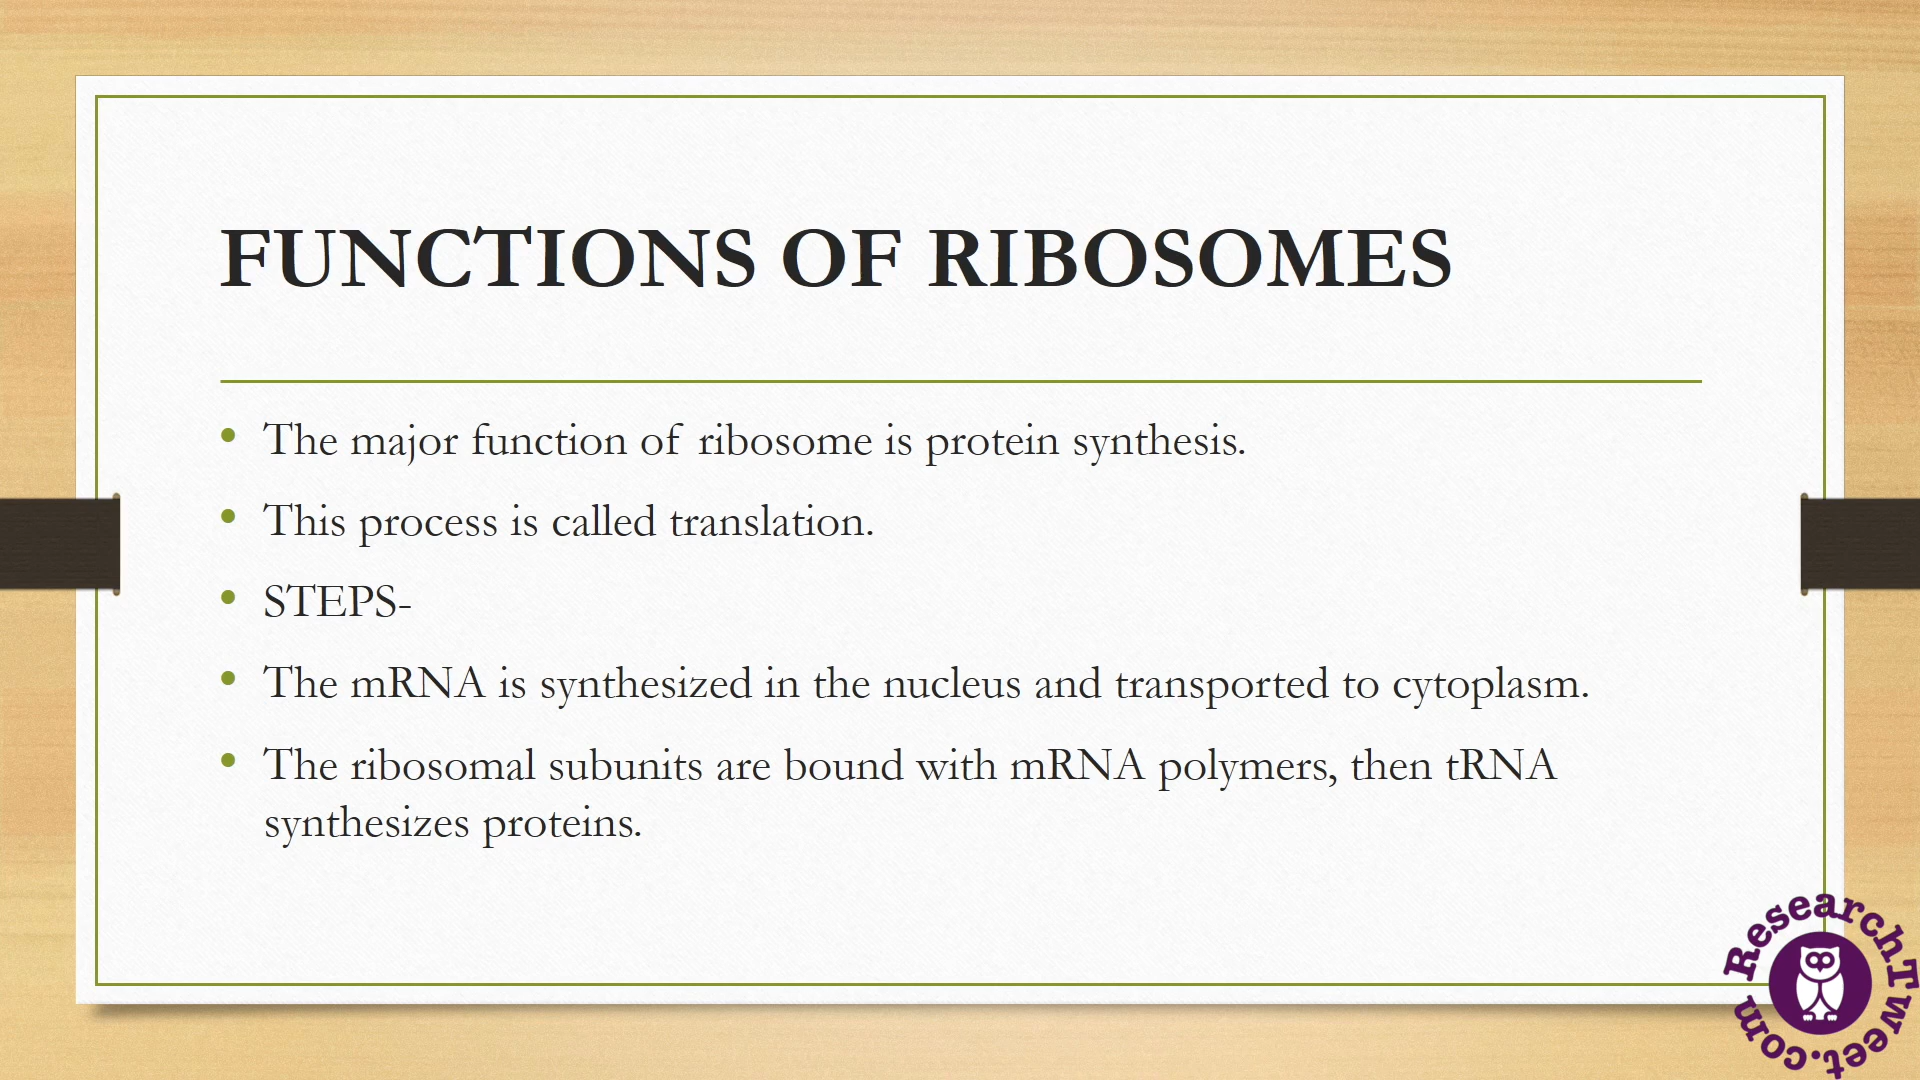 FUNCTIONS OF RIBOSOMES
• The major function of ribosome is protein synthesis.
• This process is called translation.
• STEPS-
• The mRNA is synthesized in the nucleus and transported to cytoplasm.
• The ribosomal subunits are bound with mRNA polymers, then tRNA
synthesizes proteins.
ResearchTweet.com